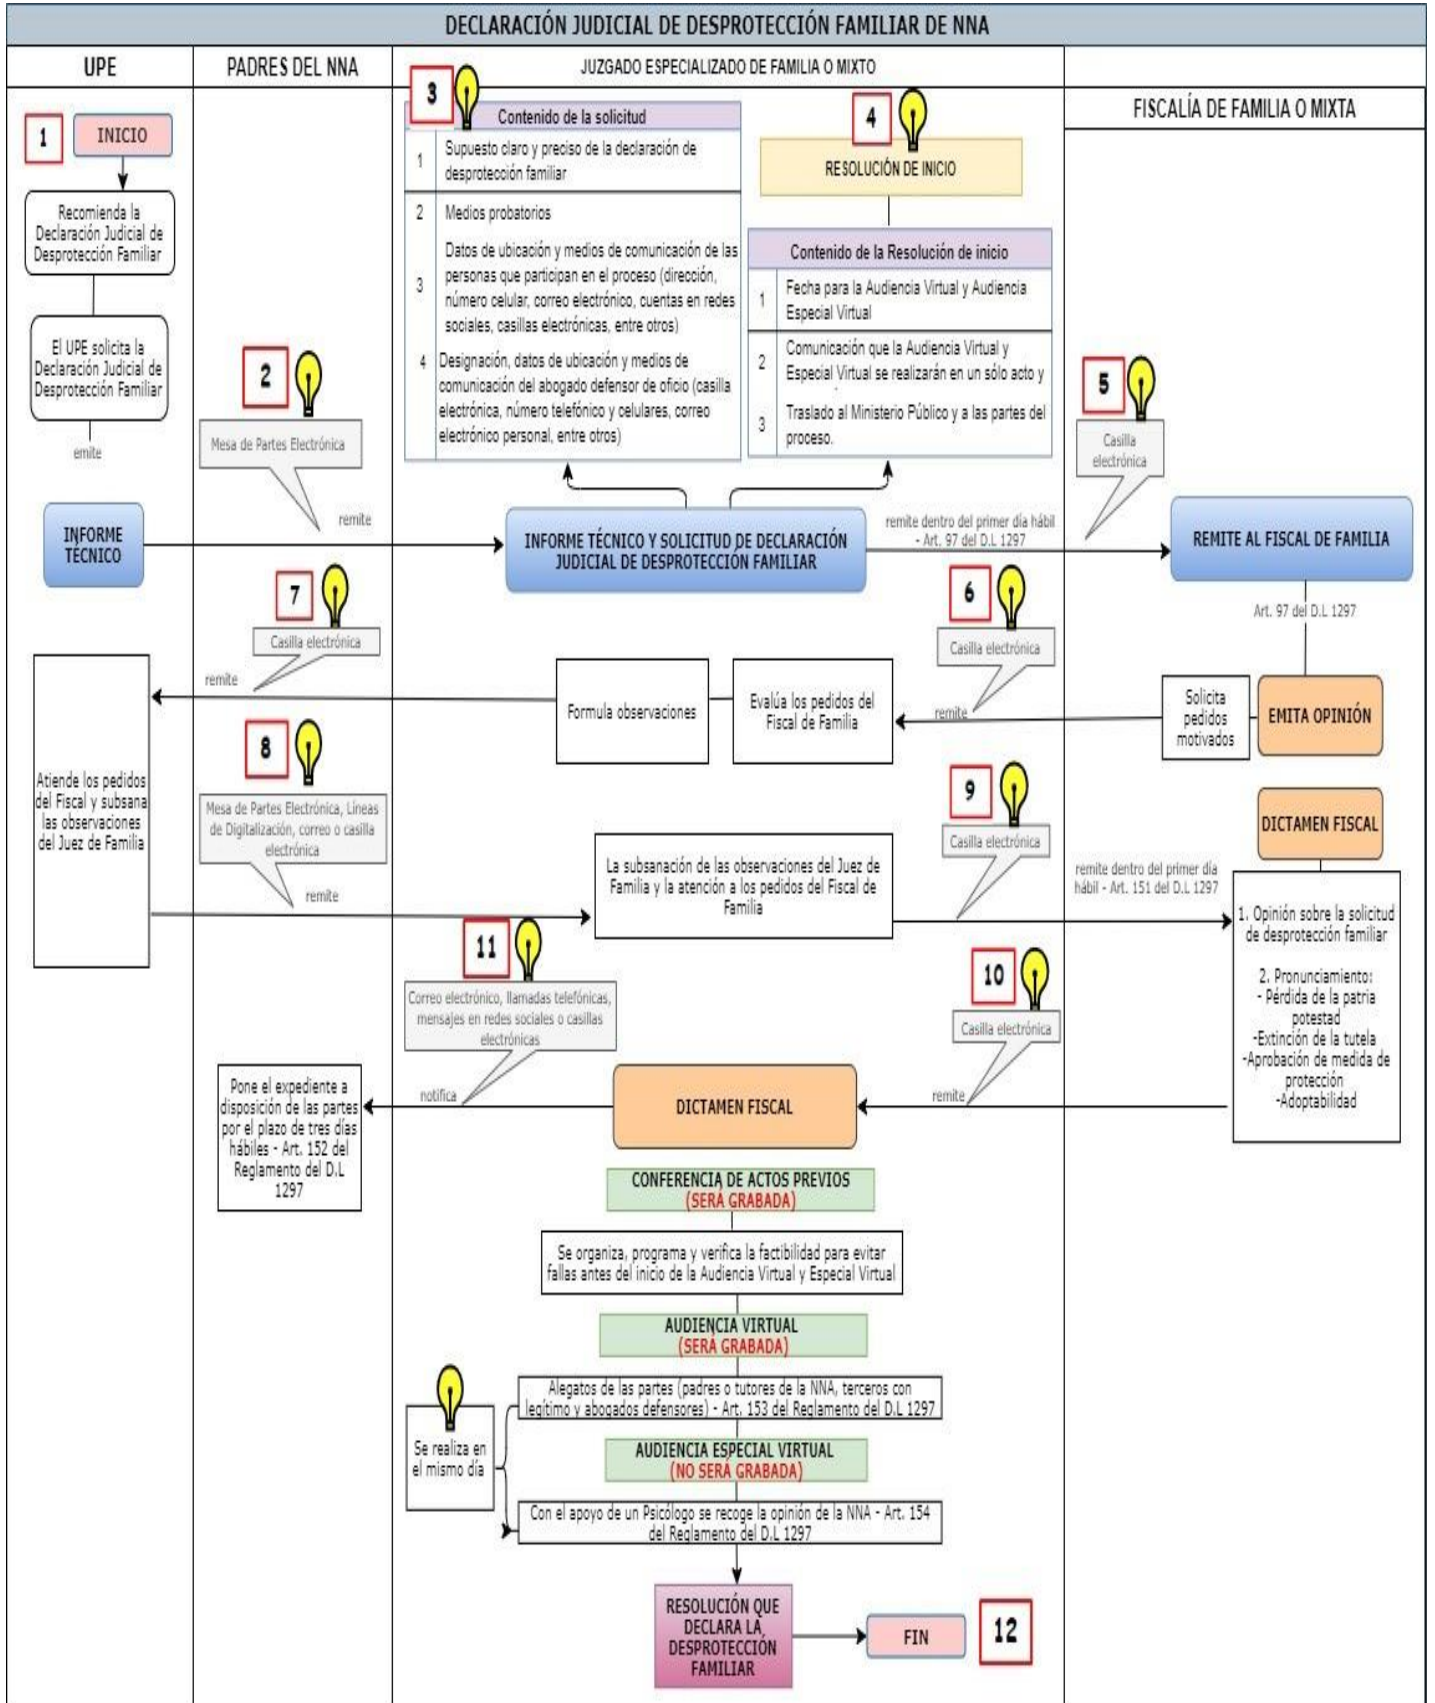 DECLARACIÓN JUDICIAL DE DESPROTECCIÓN FAMILIAR DE NNA
UPE
PADRES DEL NNA
JUZGADO ESPECIALIZADO DE FAMILIA O MIXTO
FISCALÍA DE FAMILIA O MIXTA
1
INICIO
Recomienda la
Declaración Judicial de
Desprotección Familiar
El UPE solicita la
Declaración Judicial de
Desprotección Familiar
emite
INFORME
TÉCNICO
2
Mesa de Partes Electrónica
remite
3
Contenido de la solicitud
1
Supuesto claro y preciso de la declaración de
desprotección familiar
2
Medios probatorios
3
Datos de ubicación y medios de comunicación de las
personas que participan en el proceso (dirección,
número celular, correo electrónico, cuentas en redes
sociales, casillas electrónicas, entre otros)
4
Designación, datos de ubicación y medios de
comunicación del abogado defensor de oficio (casilla
electrónica, número telefónico y celulares, correo
electrónico personal, entre otros)
4
RESOLUCIÓN DE INICIO
Contenido de la Resolución de inicio
1
Fecha para la Audiencia Virtual y Audiencia
Especial Virtual
2
Comunicación que la Audiencia Virtual y
Especial Virtual se realizarán en un sólo acto y
.
3
Traslado al Ministerio Público y a las partes del
proceso.
INFORME TÉCNICO Y SOLICITUD DE DECLARACIÓN
JUDICIAL DE DESPROTECCIÓN FAMILIAR
5
Casilla
electrónica
remite dentro del primer día hábil
- Art. 97 del D.L 1297
REMITE AL FISCAL DE FAMILIA
Art. 97 del D.L 1297
EMITA OPINIÓN
Solicita
pedidos
motivados
6
Casilla electrónica
remite
Evalúa los pedidos del
Fiscal de Familia
Formula observaciones
7
Casilla electrónica
remite
Atiende los pedidos
del Fiscal y subsana
las observaciones
del Juez de Familia
8
Mesa de Partes Electrónica, Líneas
de Digitalización, correo o casilla
electrónica
remite
La subsanación de las observaciones del Juez de
Familia y la atención a los pedidos del Fiscal de
Familia
9
Casilla electrónica
remite dentro del primer día
hábil - Art. 151 del D.L 1297
DICTAMEN FISCAL
1. Opinión sobre la solicitud
de desprotección familiar
2. Pronunciamiento:
- Pérdida de la patria
potestad
-Extinción de la tutela
-Aprobación de medida de
protección
-Adoptabilidad
10
Casilla electrónica
remite
DICTAMEN FISCAL
11
Correo electrónico, llamadas telefónicas,
mensajes en redes sociales o casillas
electrónicas
notifica
Pone el expediente a
disposición de las partes
por el plazo de tres días
hábiles - Art. 152 del
Reglamento del D.L
1297
CONFERENCIA DE ACTOS PREVIOS
(SERÁ GRABADA)
Se organiza, programa y verifica la factibilidad para evitar
fallas antes del inicio de la Audiencia Virtual y Especial Virtual
AUDIENCIA VIRTUAL
(SERÁ GRABADA)
Alegatos de las partes (padres o tutores de la NNA, terceros con
legítimo y abogados defensores) - Art. 153 del Reglamento del D.L 1297
Se realiza en
el mismo día
AUDIENCIA ESPECIAL VIRTUAL
(NO SERÁ GRABADA)
Con el apoyo de un Psicólogo se recoge la opinión de la NNA - Art. 154
del Reglamento del D.L 1297
RESOLUCIÓN QUE
DECLARA LA
DESPROTECCIÓN
FAMILIAR
FIN
12